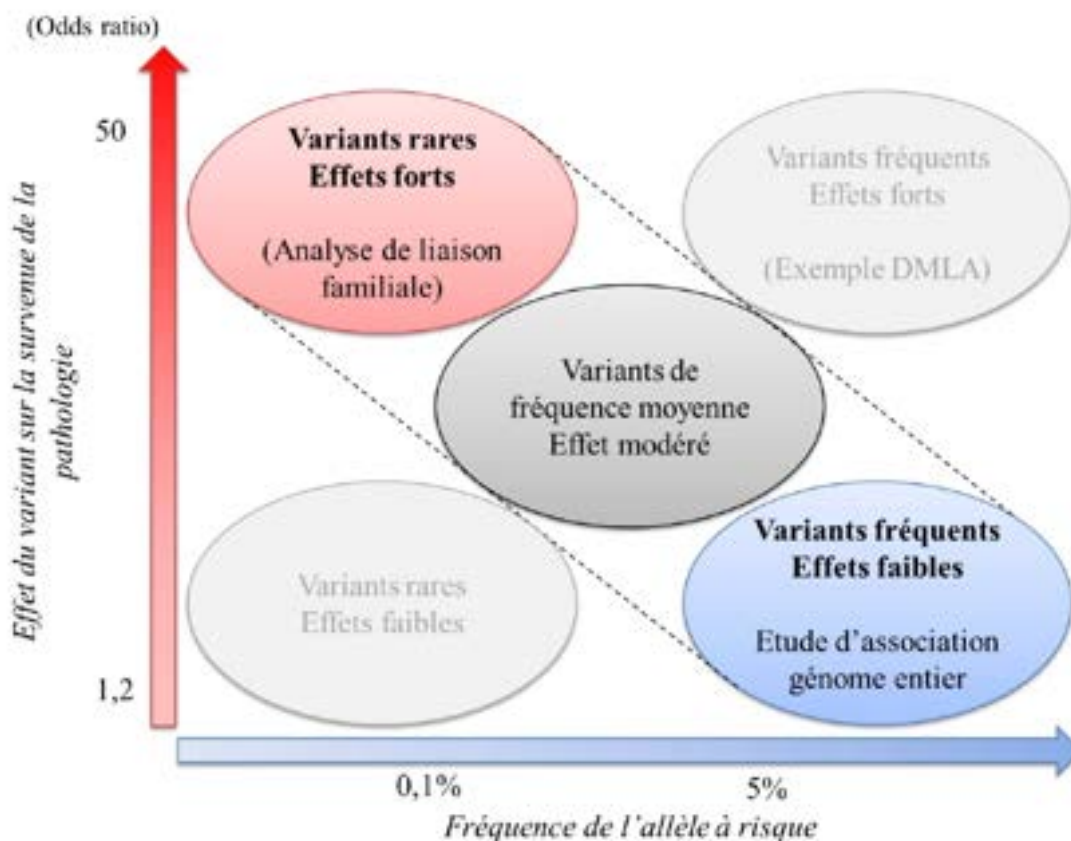 (Odds ratio)
50
1,2
Effet du variant sur la survenue de la
pathologie
Variants rares
Effets forts
(Analyse de liaison
familiale)
Variants fréquents
Effets forts
(Exemple DMLA)
Variants de
fréquence moyenne
Effet modéré
Variants rares
Effets faibles
Variants fréquents
Effets faibles
Etude d'association
génome entier
0,1%
5%
Fréquence de l'allèle à risque